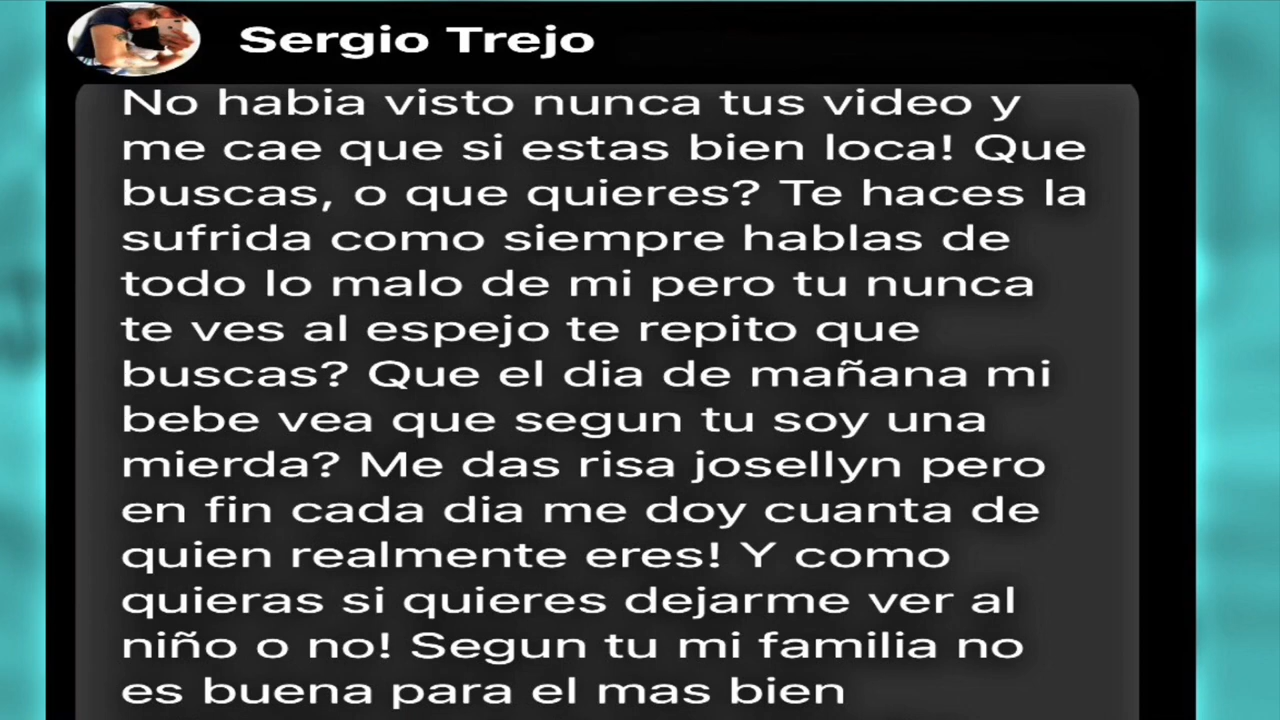 Sergio Trejo
No habia visto nunca tus video y
me cae que si estas bien loca! Que
buscas, o que quieres? Te haces la
sufrida como siempre hablas de
todo lo malo de mi pero tu nunca
te ves al espejo te repito que
buscas? Que el dia de mañana mi
bebe vea que segun tu soy una
mierda? Me das risa josellyn pero
en fin cada dia me doy cuanta de
quien realmente eres! Y como
quieras si quieres dejarme ver al
niño o no! Segun tu mi familia no
es buena para el mas bien